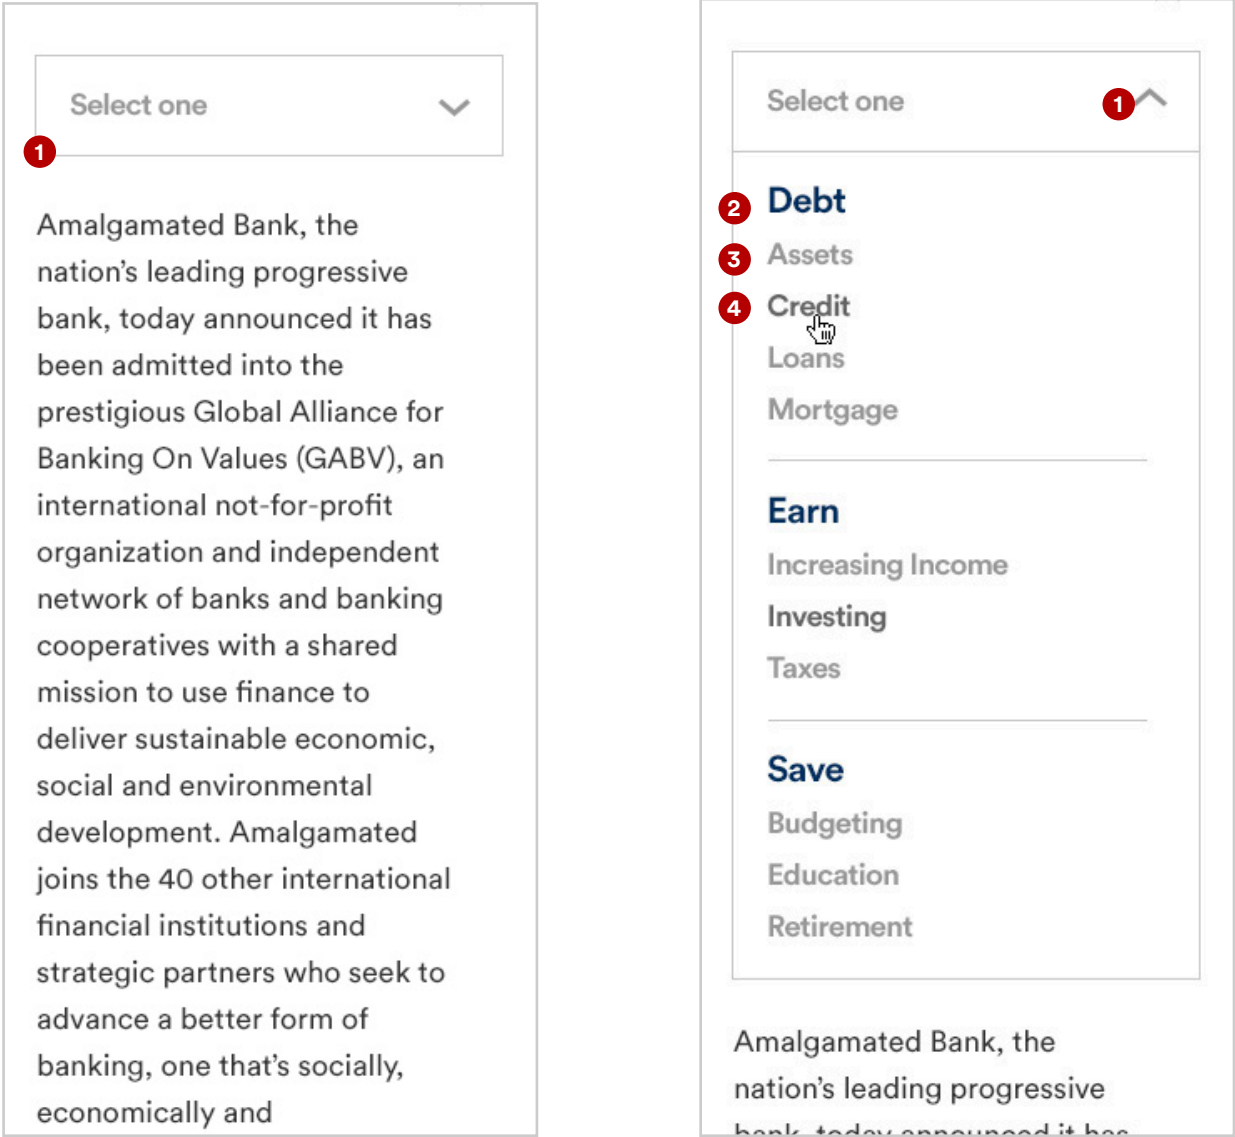 Select one
1
Amalgamated Bank, the
nation’s leading progressive
bank, today announced it has
been admitted into the
prestigious Global Alliance for
Banking On Values (GABV), an
international not-for-profit
organization and independent
network of banks and banking
cooperatives with a shared
mission to use finance to
deliver sustainable economic,
social and environmental
development. Amalgamated
joins the 40 other international
financial institutions and
strategic partners who seek to
advance a better form of
banking, one that’s socially,
economically and
Select one
1
2 Debt
3 Assets
4 Credit
Loans
Mortgage
Earn
Increasing Income
Investing
Taxes
Save
Budgeting
Education
Retirement
Amalgamated Bank, the
nation’s leading progressive
bank, today announced it has